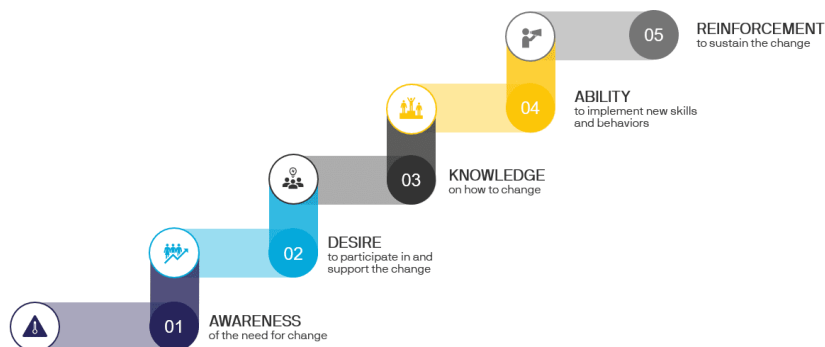 05
REINFORCEMENT
to sustain the change
04
ABILITY
to implement new skills
and behaviors
03
KNOWLEDGE
on how to change
02
DESIRE
to participate in and
support the change
01
AWARENESS
of the need for change